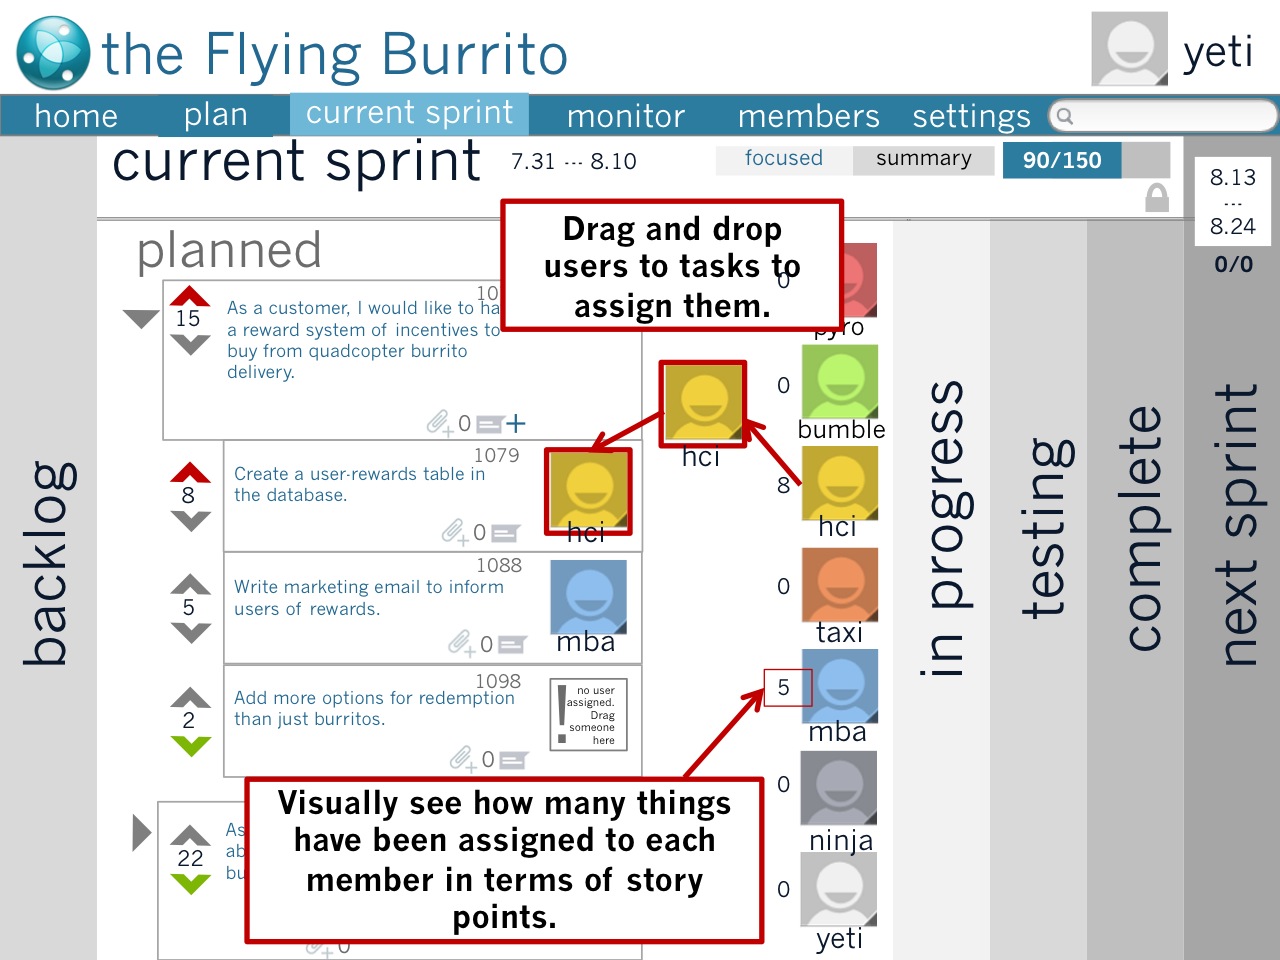 the Flying Burrito
yeti
home plan current sprint monitor members settings
current sprint 7.31 --- 8.10 focused summary 90/150
8.13
---
8.24
0/0
planned
Drag and drop
users to tasks to
assign them.
15
As a customer, I would like to ha
a reward system of incentives to
buy from quadcopter burrito
delivery.
10
0
8
Create a user-rewards table in
the database.
1079
0
hci
5
Write marketing email to inform
users of rewards.
1088
0
mba
2
Add more options for redemption
than just burritos.
1098
0
no user
assigned.
Drag
someone
here
!
22
As
ab
bu
0
Visually see how many things
have been assigned to each
member in terms of story
points.
hci
0
pyro
0
bumble
8
hci
0
taxi
5
mba
0
ninja
0
yeti
backlog
in progress
testing
complete
next sprint